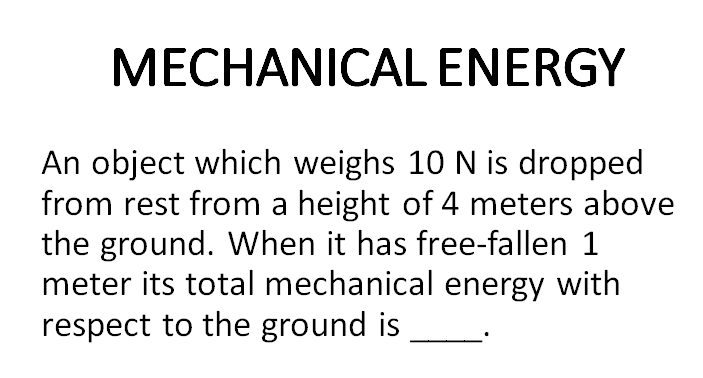 MECHANICAL ENERGY
An object which weighs 10 N is dropped
from rest from a height of 4 meters above
the ground. When it has free-fallen 1
meter its total mechanical energy with
respect to the ground is ____.